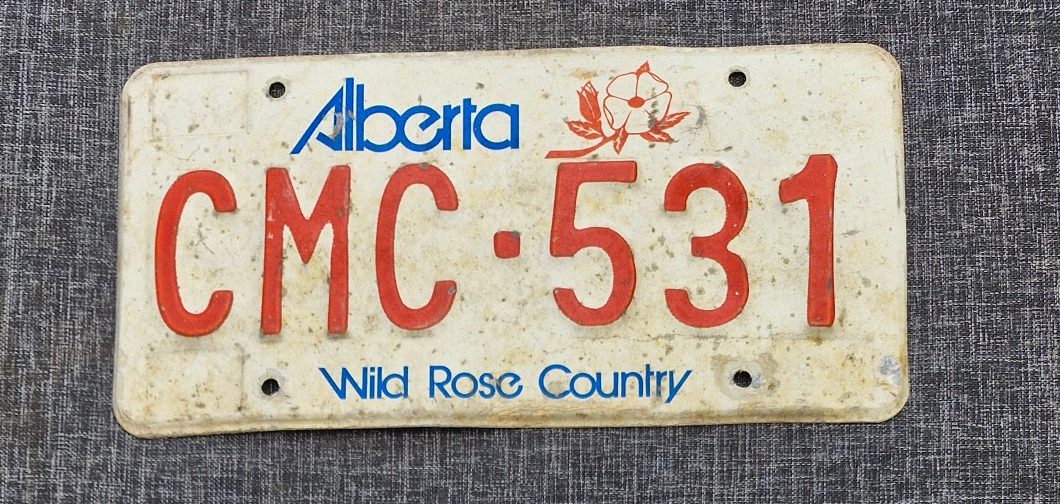 Alberta
CMC·531
Wild Rose Country